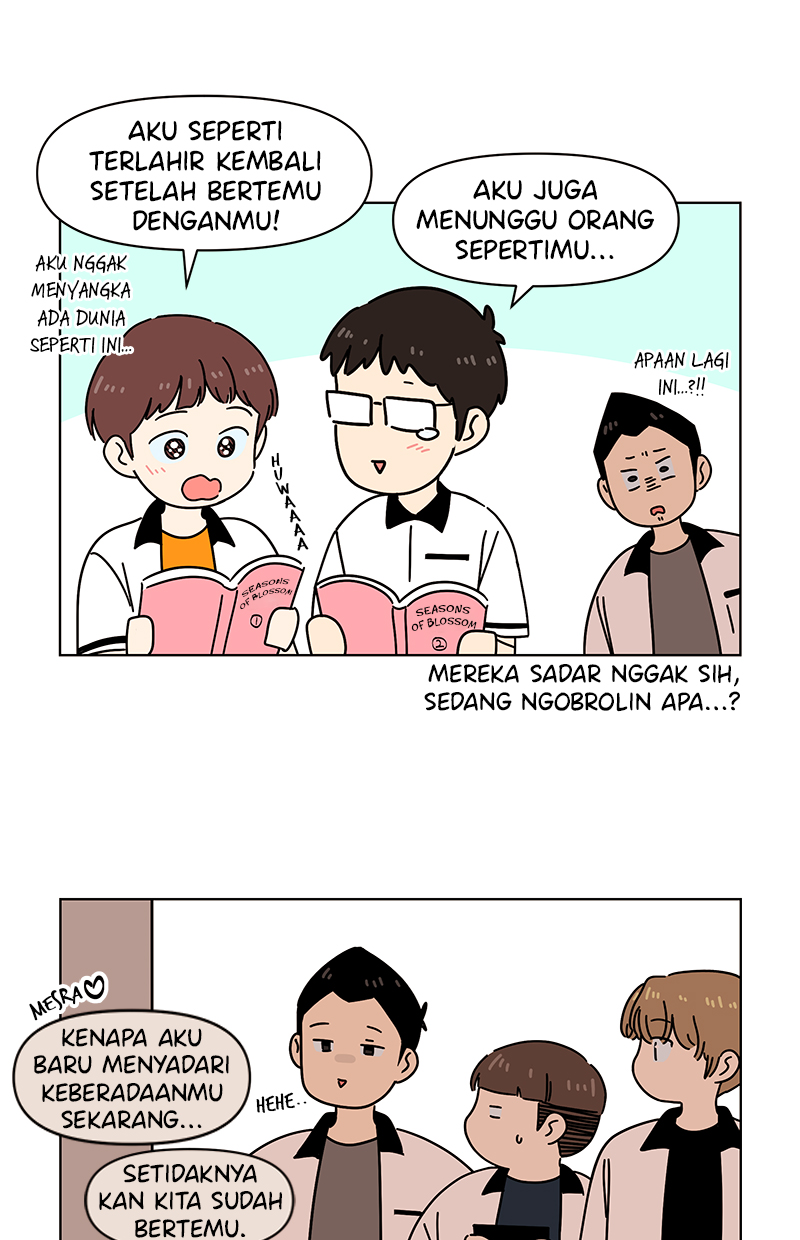 AKU SEPERTI
TERLAHIR KEMBALI
SETELAH BERTEMU
DENGANMU!
AKU JUGA
MENUNGGU ORANG
SEPERTIMU...
AKU NGGAK
MENYANGKA
ADA DUNIA
SEPERTI INI...
APAAN LAGI
INI...?!!
HUWAAAA
SEASONS
OF BLOSSOM
①
SEASONS
OF BLOSSOM
②
MEREKA SADAR NGGAK SIH,
SEDANG NGOBROLIN APA...?
MESRA♡
KENAPA AKU
BARU MENYADARI
KEBERADAANMU
SEKARANG...
HEHE..
SETIDAKNYA
KAN KITA SUDAH
BERTEMU.